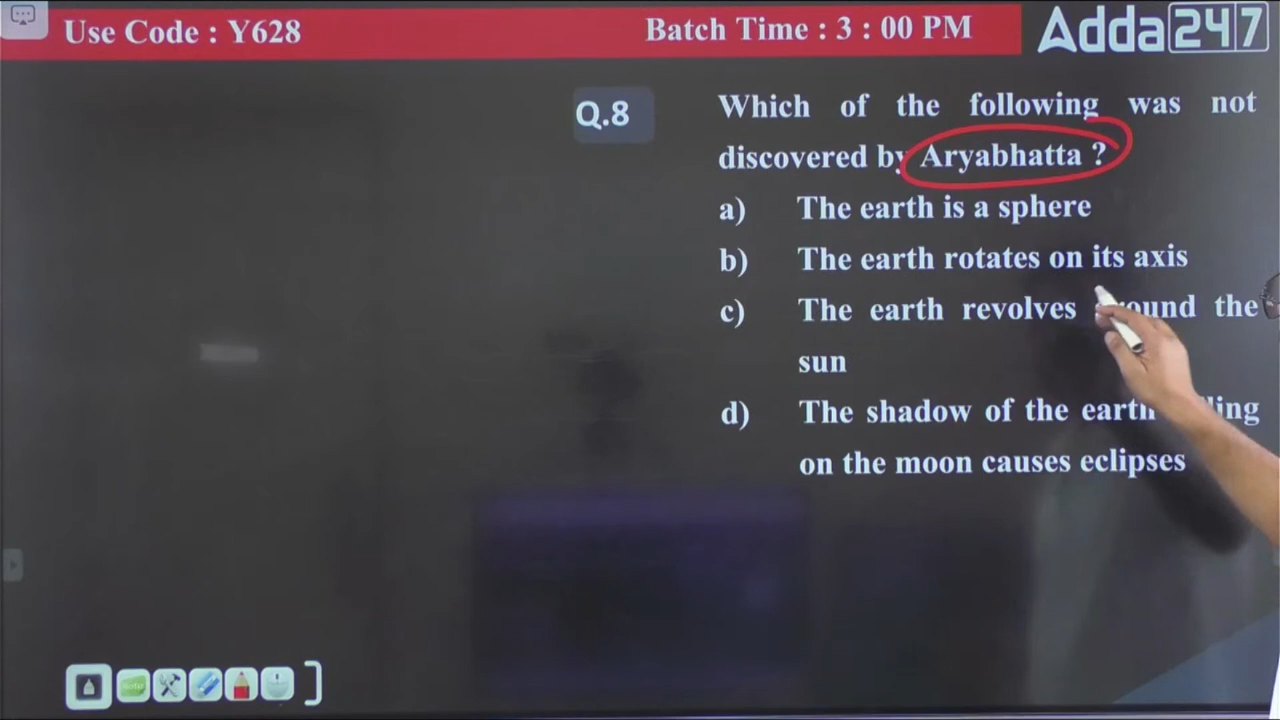 Use Code : Y628
Batch Time : 3 : 00 PM
Adda247
Q.8
Which of the following was not
discovered by Aryabhatta ?
a) The earth is a sphere
b) The earth rotates on its axis
c) The earth revolves around the
sun
d) The shadow of the earth
on the moon causes eclipses